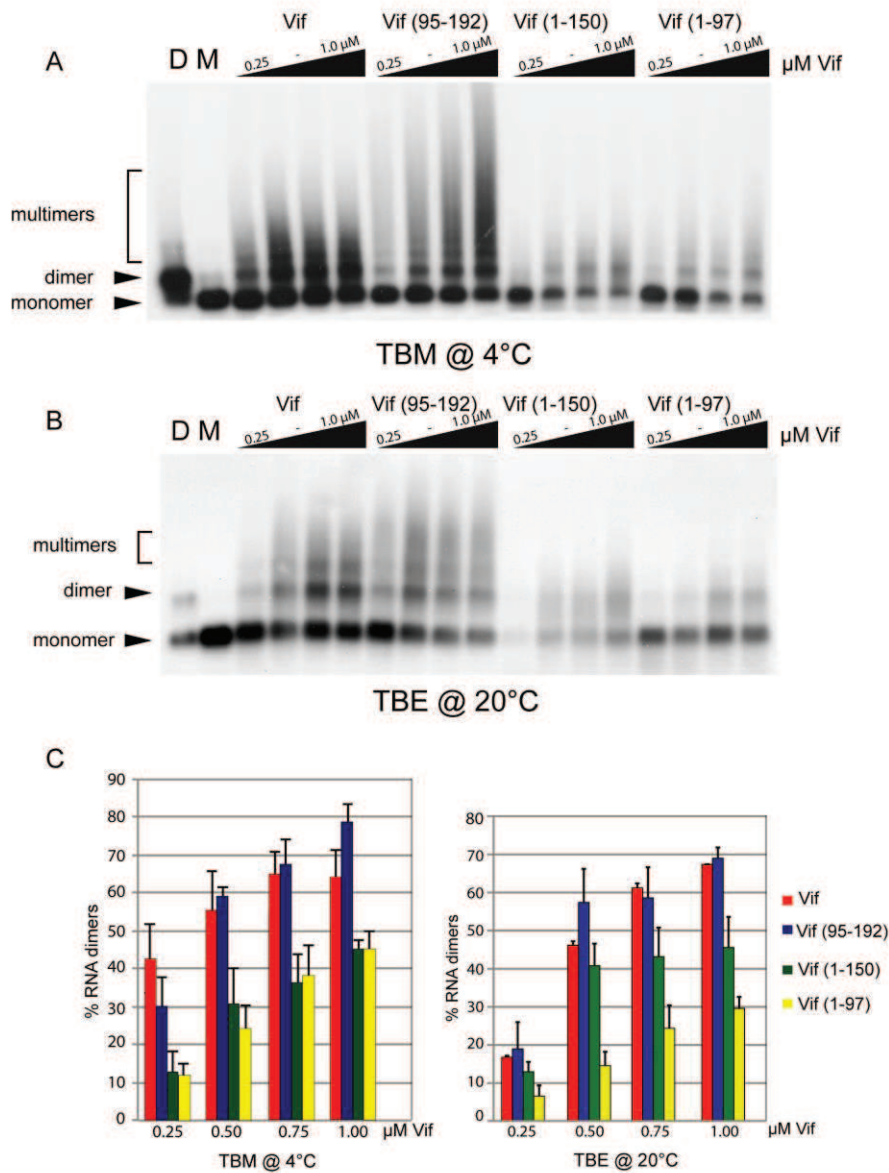 Vif Vif (95-192) Vif (1-150) Vif (1-97)
A D M 0.25 - 1.0 µM 0.25 - 1.0 µM 0.25 - 1.0 µM 0.25 - 1.0 µM µM Vif
multimers
dimer
monomer
TBM @ 4°C
Vif Vif (95-192) Vif (1-150) Vif (1-97)
B D M 0.25 - 1.0 µM 0.25 - 1.0 µM 0.25 - 1.0 µM 0.25 - 1.0 µM µM Vif
multimers
dimer
monomer
TBE @ 20°C
C
% RNA dimers
90
80
70
60
50
40
30
20
10
0
0.25 0.50 0.75 1.00 µM Vif
TBM @ 4°C
% RNA dimers
80
70
60
50
40
30
20
10
0
0.25 0.50 0.75 1.00 µM Vif
TBE @ 20°C
Vif
Vif (95-192)
Vif (1-150)
Vif (1-97)